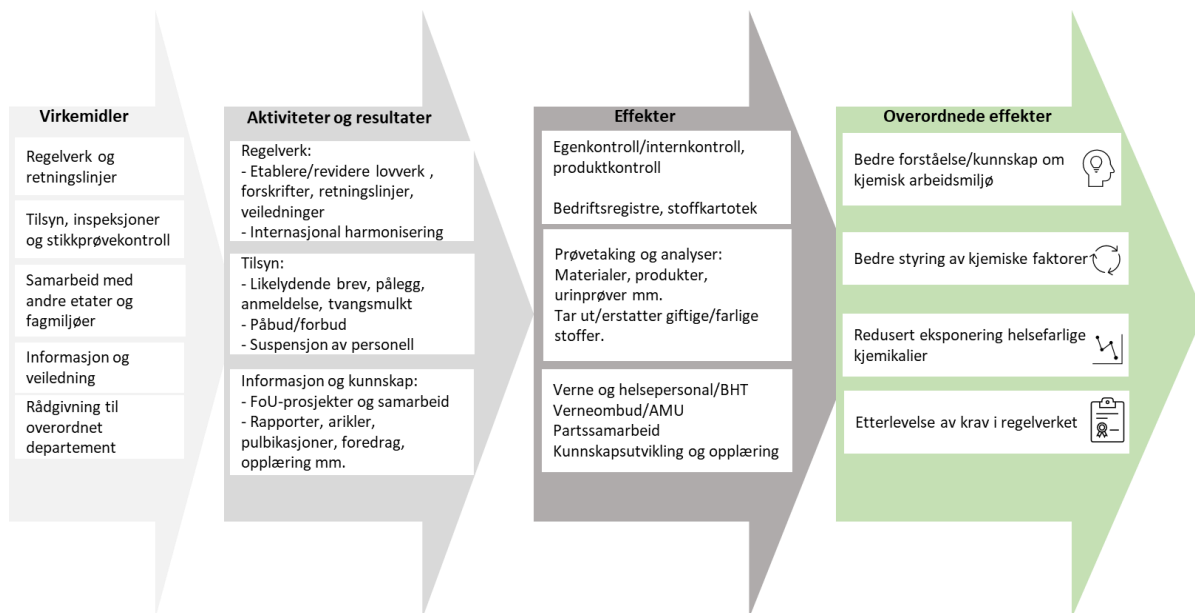 Virkemidler
Regelverk og
retningslinjer
Tilsyn, inspeksjoner
og stikkprøvekontroll
Samarbeid med
andre etater og
fagmiljøer
Informasjon og
veiledning
Rådgivning til
overordnet
departement
Aktiviteter og resultater
Regelverk:
- Etablere/revidere lovverk ,
forskrifter, retningslinjer,
veiledninger
- Internasjonal harmonisering
Tilsyn:
- Likelydende brev, pålegg,
anmeldelse, tvangsmulkt
- Påbud/forbud
- Suspensjon av personell
Informasjon og kunnskap:
- FoU-prosjekter og samarbeid
- Rapporter, arikler,
pulbikasjoner, foredrag,
opplæring mm.
Effekter
Egenkontroll/internkontroll,
produktkontroll
Bedriftsregistre, stoffkartotek
Prøvetaking og analyser:
Materialer, produkter,
urinprøver mm.
Tar ut/erstatter giftige/farlige
stoffer.
Verne og helsepersonal/BHT
Verneombud/AMU
Partssamarbeid
Kunnskapsutvikling og opplæring
Overordnede effekter
Bedre forståelse/kunnskap om
kjemisk arbeidsmiljø
Bedre styring av kjemiske faktorer
Redusert eksponering helsefarlige
kjemikalier
Etterlevelse av krav i regelverket